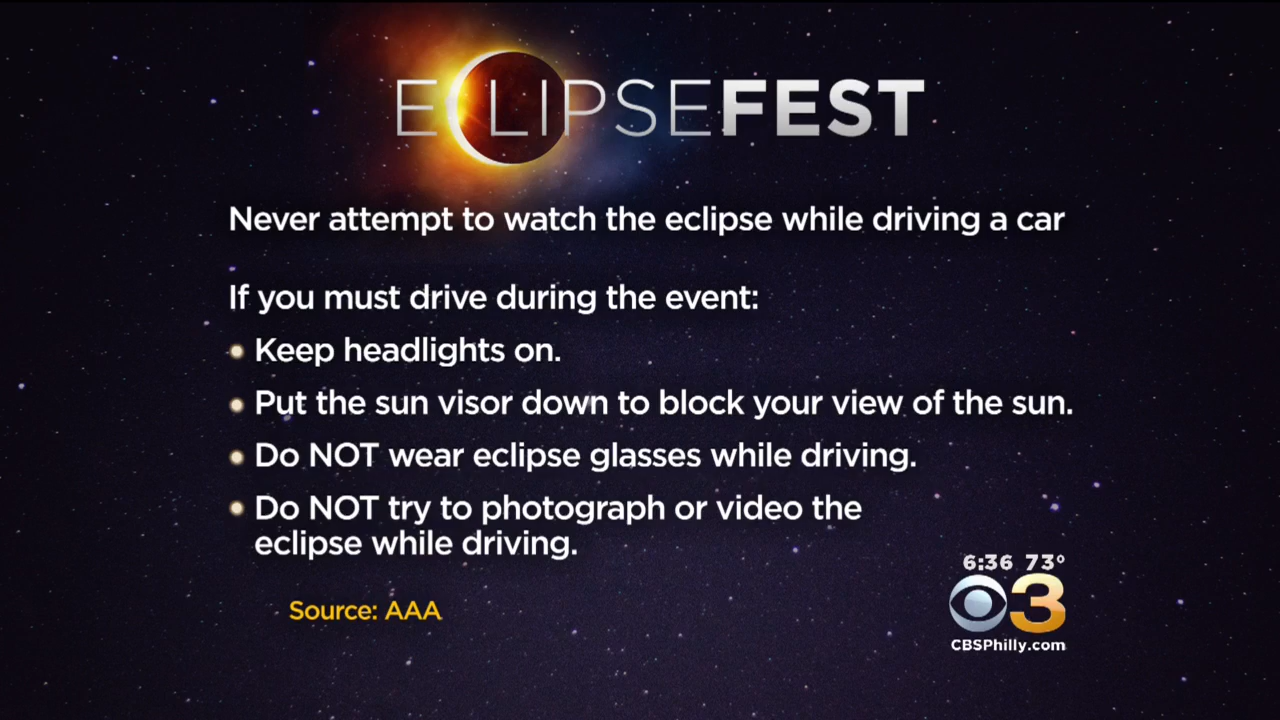 ECLIPSEFEST
Never attempt to watch the eclipse while driving a car
If you must drive during the event:
• Keep headlights on.
• Put the sun visor down to block your view of the sun.
• Do NOT wear eclipse glasses while driving.
• Do NOT try to photograph or video the
eclipse while driving.
Source: AAA
6:36 73°
3
CBSPhilly.com